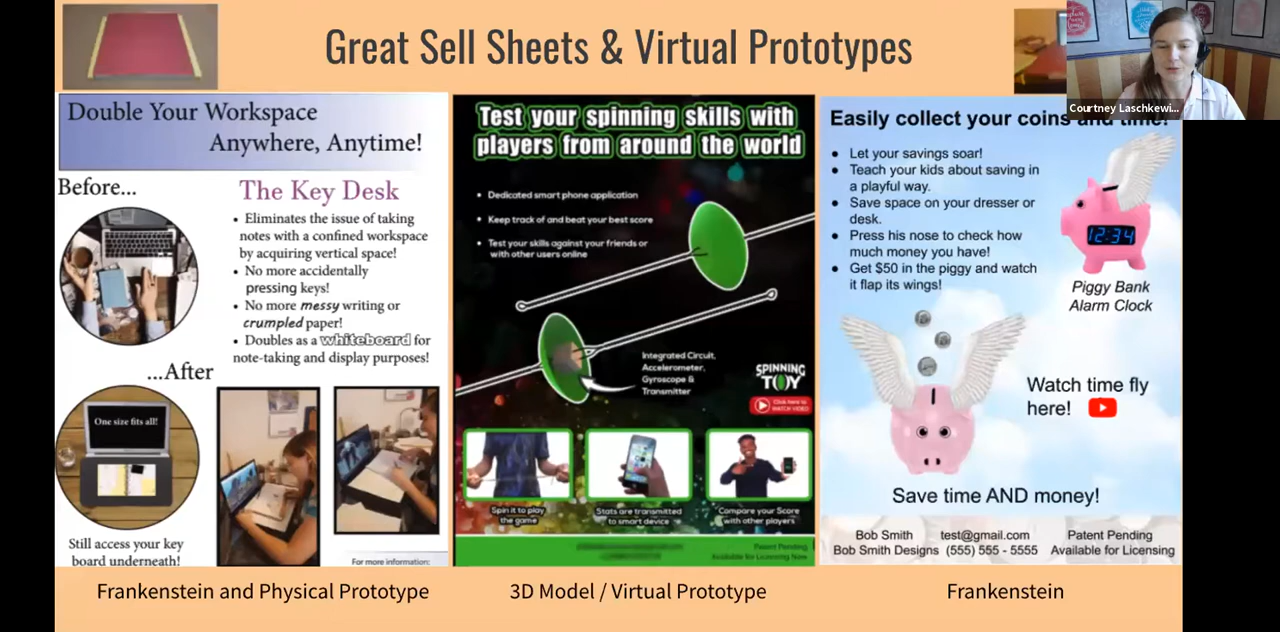 Great Sell Sheets & Virtual Prototypes
Courtney Laschkewi...
Double Your Workspace
Anywhere, Anytime!
Before...
The Key Desk
• Eliminates the issue of taking
notes with a confined workspace
by acquiring vertical space!
• No more accidentally
pressing keys!
• No more messy writing or
crumpled paper!
• Doubles as a whiteboard for
note-taking and display purposes!
...After
One size fits all!
Still access your key
board underneath!
For more information:
Test your spinning skills with
players from around the world
• Dedicated smart phone application
• Keep track of and beat your best score
• Test your skills against your friends or
with other users online
Integrated Circuit,
Accelerometer,
Gyroscope &
Transmitter
SPINNING
TOY
Click here to
WATCH VIDEO
Spin it to play
the game
Stats are transmitted
to smart device
Compare your Score
with other players
Patent Pending
Available for Licensing Now
Easily collect your coins and time!
• Let your savings soar!
• Teach your kids about saving in
a playful way.
• Save space on your dresser or
desk.
• Press his nose to check how
much money you have!
• Get $50 in the piggy and watch
it flap its wings!
12:34
Piggy Bank
Alarm Clock
Watch time fly
here!
Save time AND money!
Bob Smith test@gmail.com Patent Pending
Bob Smith Designs (555) 555 - 5555 Available for Licensing
Frankenstein and Physical Prototype
3D Model / Virtual Prototype
Frankenstein